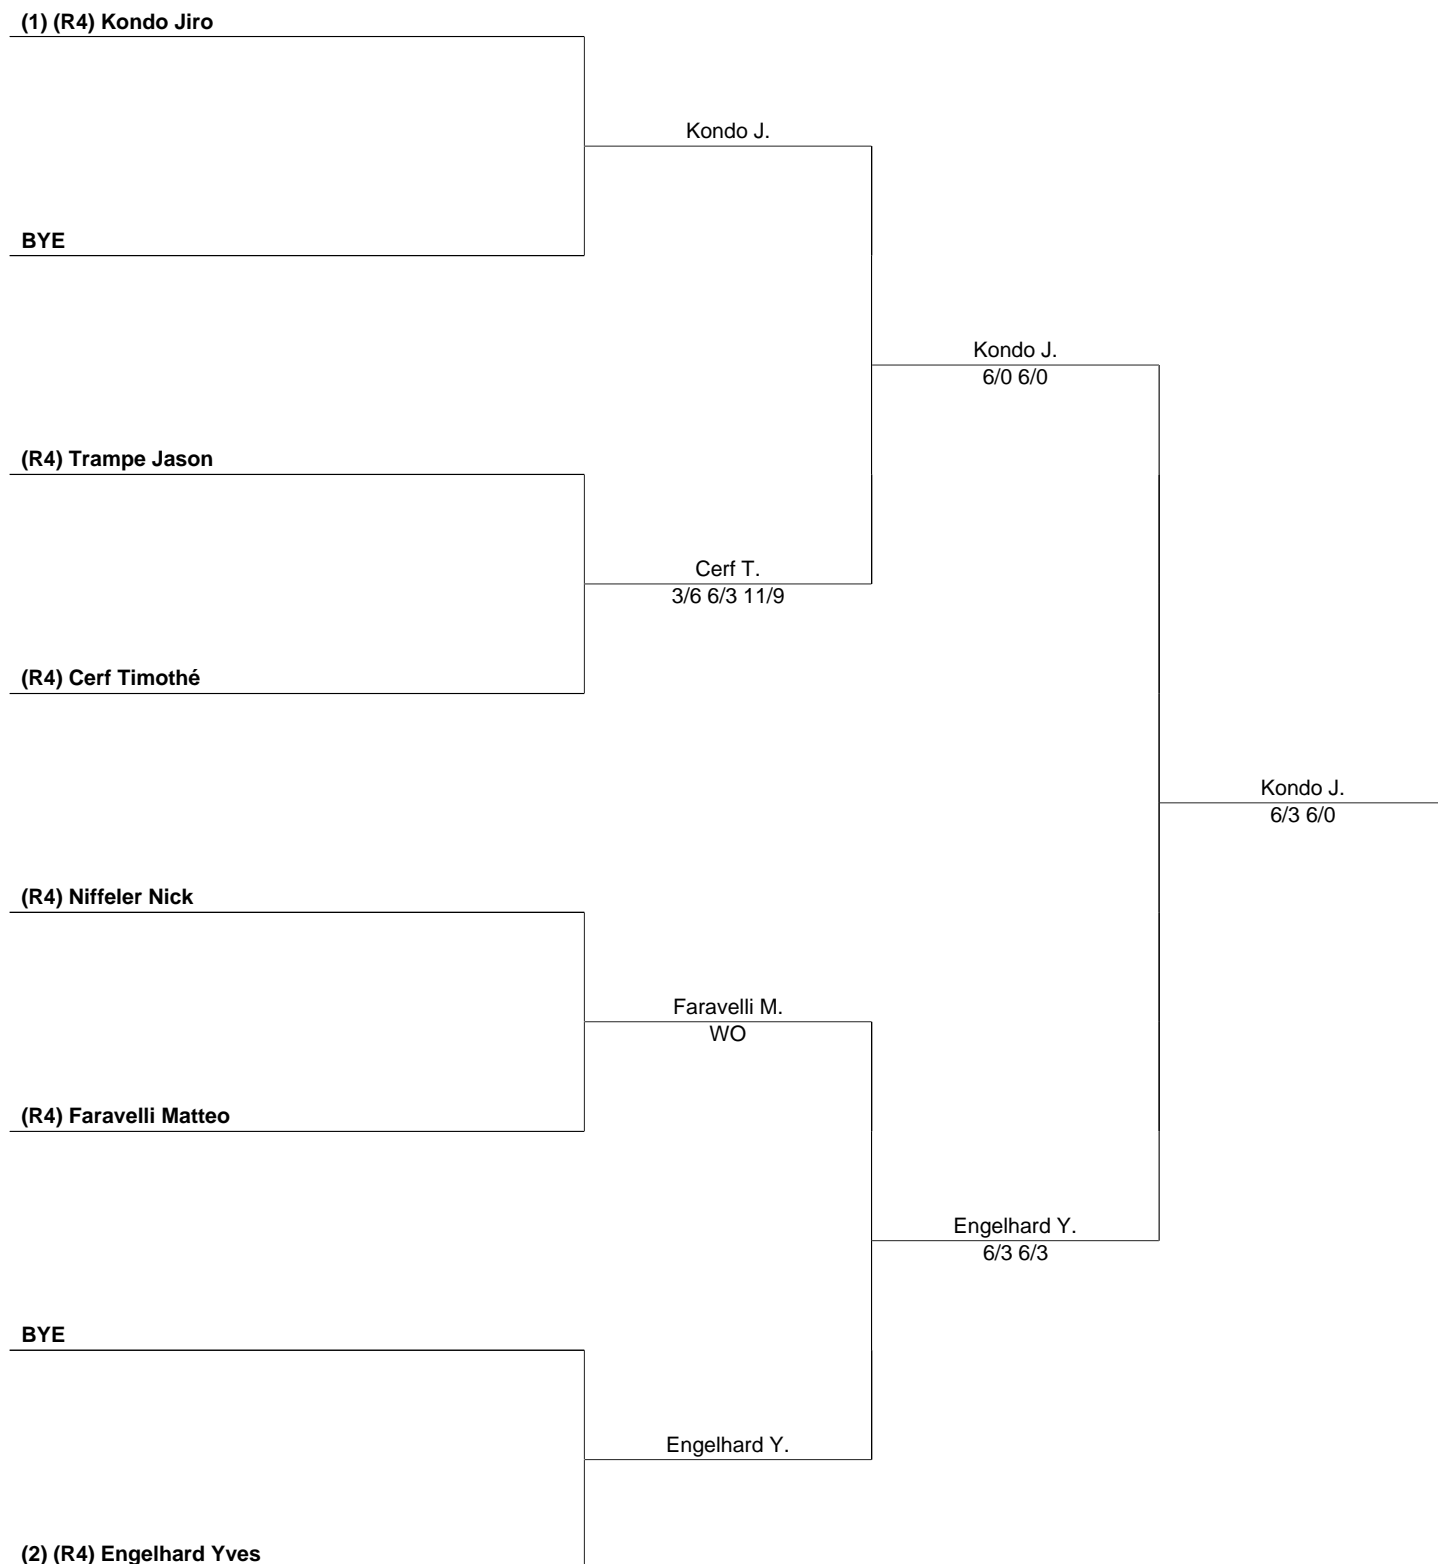 (1) (R4) Kondo Jiro
Kondo J.
BYE
Kondo J.
6/0 6/0
(R4) Trampe Jason
Cerf T.
3/6 6/3 11/9
(R4) Cerf Timothé
Kondo J.
6/3 6/0
(R4) Niffeler Nick
Faravelli M.
WO
(R4) Faravelli Matteo
Engelhard Y.
6/3 6/3
BYE
Engelhard Y.
(2) (R4) Engelhard Yves